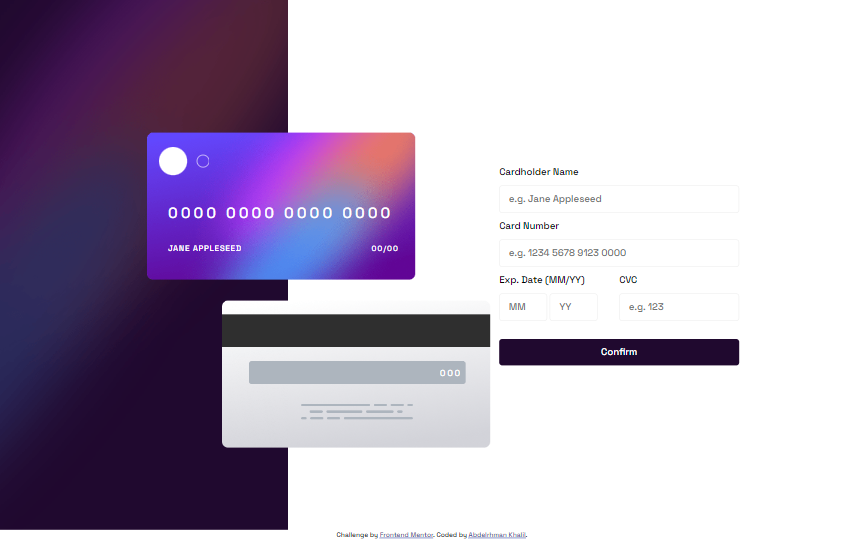 0000 0000 0000 0000
JANE APPLESEED 00/00
000
Cardholder Name
e.g. Jane Appleseed
Card Number
e.g. 1234 5678 9123 0000
Exp. Date (MM/YY) CVC
MM YY e.g. 123
Confirm
Challenge by Frontend Mentor. Coded by Abdelrhman Khalil.